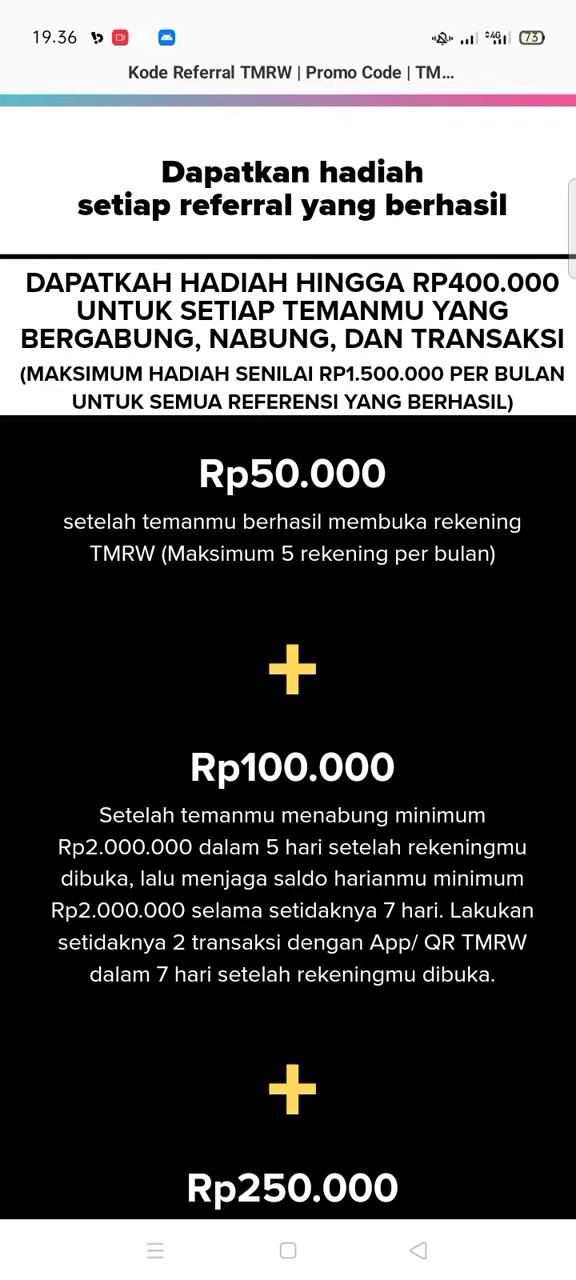 19.36
4G
73
Kode Referral TMRW | Promo Code | TM...
Dapatkan hadiah
setiap referral yang berhasil
DAPATKAH HADIAH HINGGA RP400.000
UNTUK SETIAP TEMANMU YANG
BERGABUNG, NABUNG, DAN TRANSAKSI
(MAKSIMUM HADIAH SENILAI RP1.500.000 PER BULAN
UNTUK SEMUA REFERENSI YANG BERHASIL)
Rp50.000
setelah temanmu berhasil membuka rekening
TMRW (Maksimum 5 rekening per bulan)
+
Rp100.000
Setelah temanmu menabung minimum
Rp2.000.000 dalam 5 hari setelah rekeningmu
dibuka, lalu menjaga saldo harianmu minimum
Rp2.000.000 selama setidaknya 7 hari. Lakukan
setidaknya 2 transaksi dengan App/ QR TMRW
dalam 7 hari setelah rekeningmu dibuka.
+
Rp250.000